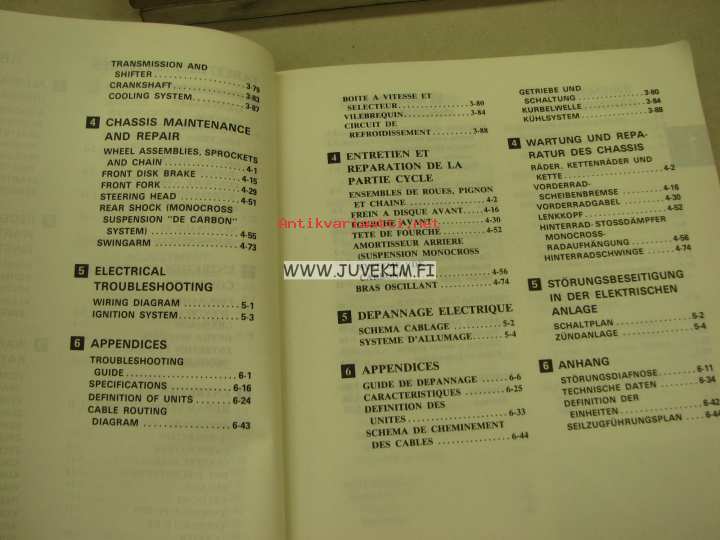 TRANSMISSION AND
SHIFTER 3-79
CRANKSHAFT 3-83
COOLING SYSTEM 3-87
4 CHASSIS MAINTENANCE
AND REPAIR
WHEEL ASSEMBLIES, SPROCKETS
AND CHAIN 4-1
FRONT DISK BRAKE 4-15
FRONT FORK 4-29
STEERING HEAD 4-51
REAR SHOCK (MONOCROSS
SUSPENSION "DE CARBON"
SYSTEM) 4-55
SWINGARM 4-73
5 ELECTRICAL
TROUBLESHOOTING
WIRING DIAGRAM 5-1
IGNITION SYSTEM 5-3
6 APPENDICES
TROUBLESHOOTING
GUIDE 6-1
SPECIFICATIONS 6-16
DEFINITION OF UNITS 6-24
CABLE ROUTING
DIAGRAM 6-43
BOITE A VITESSE ET
SELECTEUR 3-80
VILEBREQUIN 3-84
CIRCUIT DE
REFROIDISSEMENT 3-88
4 ENTRETIEN ET
REPARATION DE LA
PARTIE CYCLE
ENSEMBLES DE ROUES, PIGNON
ET CHAINE 4-2
FREIN A DISQUE AVANT 4-16
AVANT 4-30
TETE DE FOURCHE 4-52
AMORTISSEUR ARRIERE
(SUSPENSION MONOCROSS
4-56
BRAS OSCILLANT 4-74
5 DEPANNAGE ELECTRIQUE
SCHEMA CABLAGE 5-2
SYSTEME D'ALLUMAGE 5-4
6 APPENDICES
GUIDE DE DEPANNAGE 6-6
CARACTERISTIQUES 6-25
DEFINITION DES
UNITES 6-33
SCHEMA DE CHEMINEMENT
DES CABLES 6-44
GETRIEBE UND
SCHALTUNG 3-80
KURBELWELLE 3-84
KÜHLSYSTEM 3-88
4 WARTUNG UND REPA-
RATUR DES CHASSIS
RÄDER, KETTENRÄDER UND
KETTE 4-2
VORDERRAD-
SCHEIBENBREMSE 4-16
VORDERRADGABEL 4-30
LENKKOPF 4-52
HINTERRAD-STOSSDÄMPFER
MONOCROSS-
RADAUFHÄNGUNG 4-56
HINTERRADSCHWINGE 4-74
5 STÖRUNGSBESEITIGUNG
IN DER ELEKTRISCHEN
ANLAGE
SCHALTPLAN 5-2
ZÜNDANLAGE 5-4
6 ANHANG
STÖRUNGSDIAFNOSE 6-11
TECHNISCHE DATEN 6-34
DEFINITION DER
EINHEITEN 6-42
SEILZUGFÜHRUNGSPLAN 6-44
WWW.JUVEKIM.FI